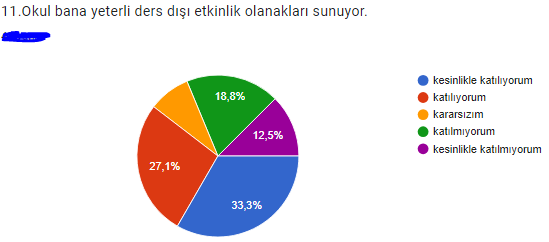 11.Okul bana yeterli ders dışı etkinlik olanakları sunuyor.
kesinlikle katılıyorum
katılıyorum
kararsızım
katılmıyorum
kesinlikle katılmıyorum
18,8%
12,5%
27,1%
33,3%